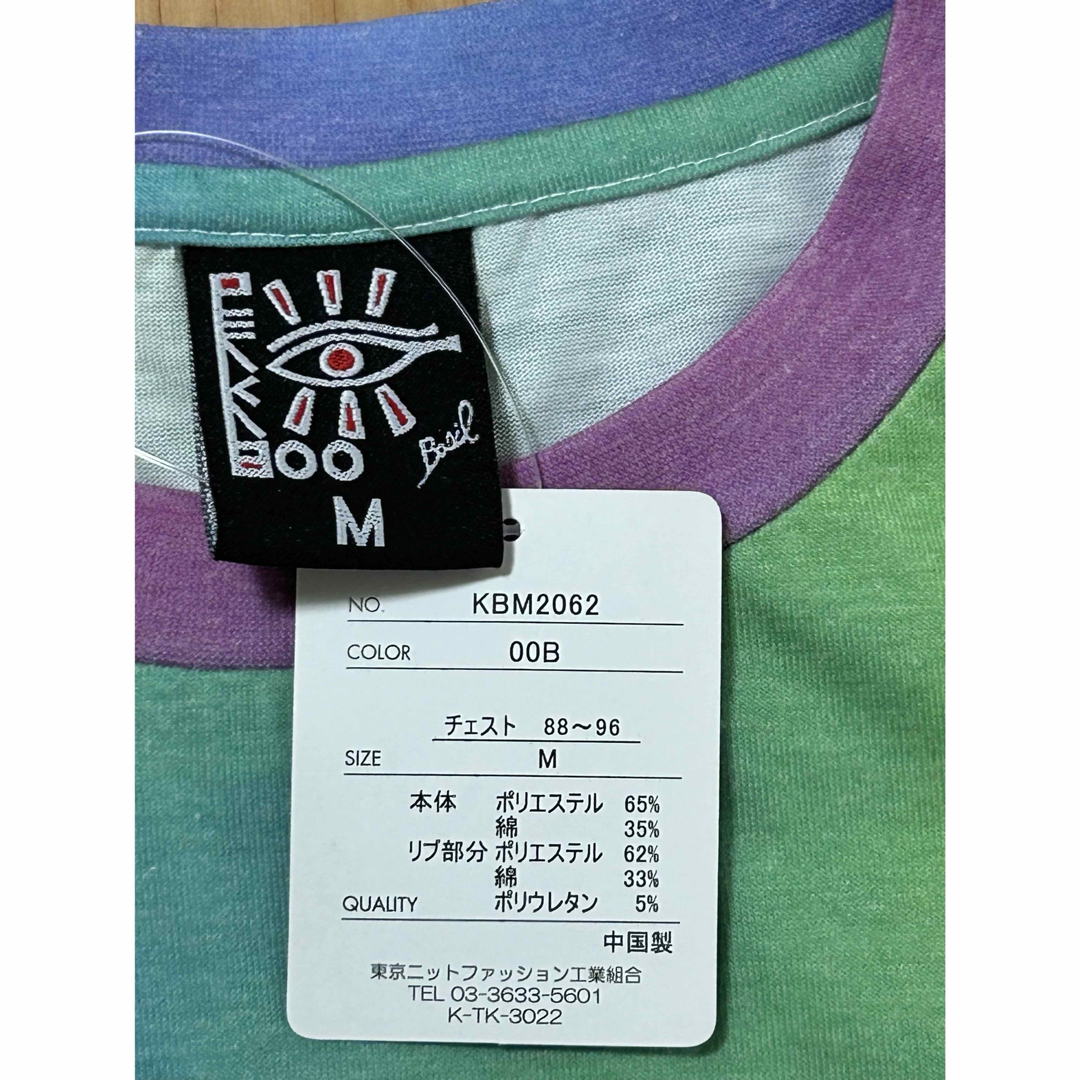 PEEKABOO
Basil
M
NO. KBM2062
COLOR 00B
チェスト 88～96
SIZE M
本体 ポリエステル 65%
綿 35%
リブ部分 ポリエステル 62%
綿 33%
QUALITY ポリウレタン 5%
中国製
東京ニットファッション工業組合
TEL 03-3633-5601
K-TK-3022